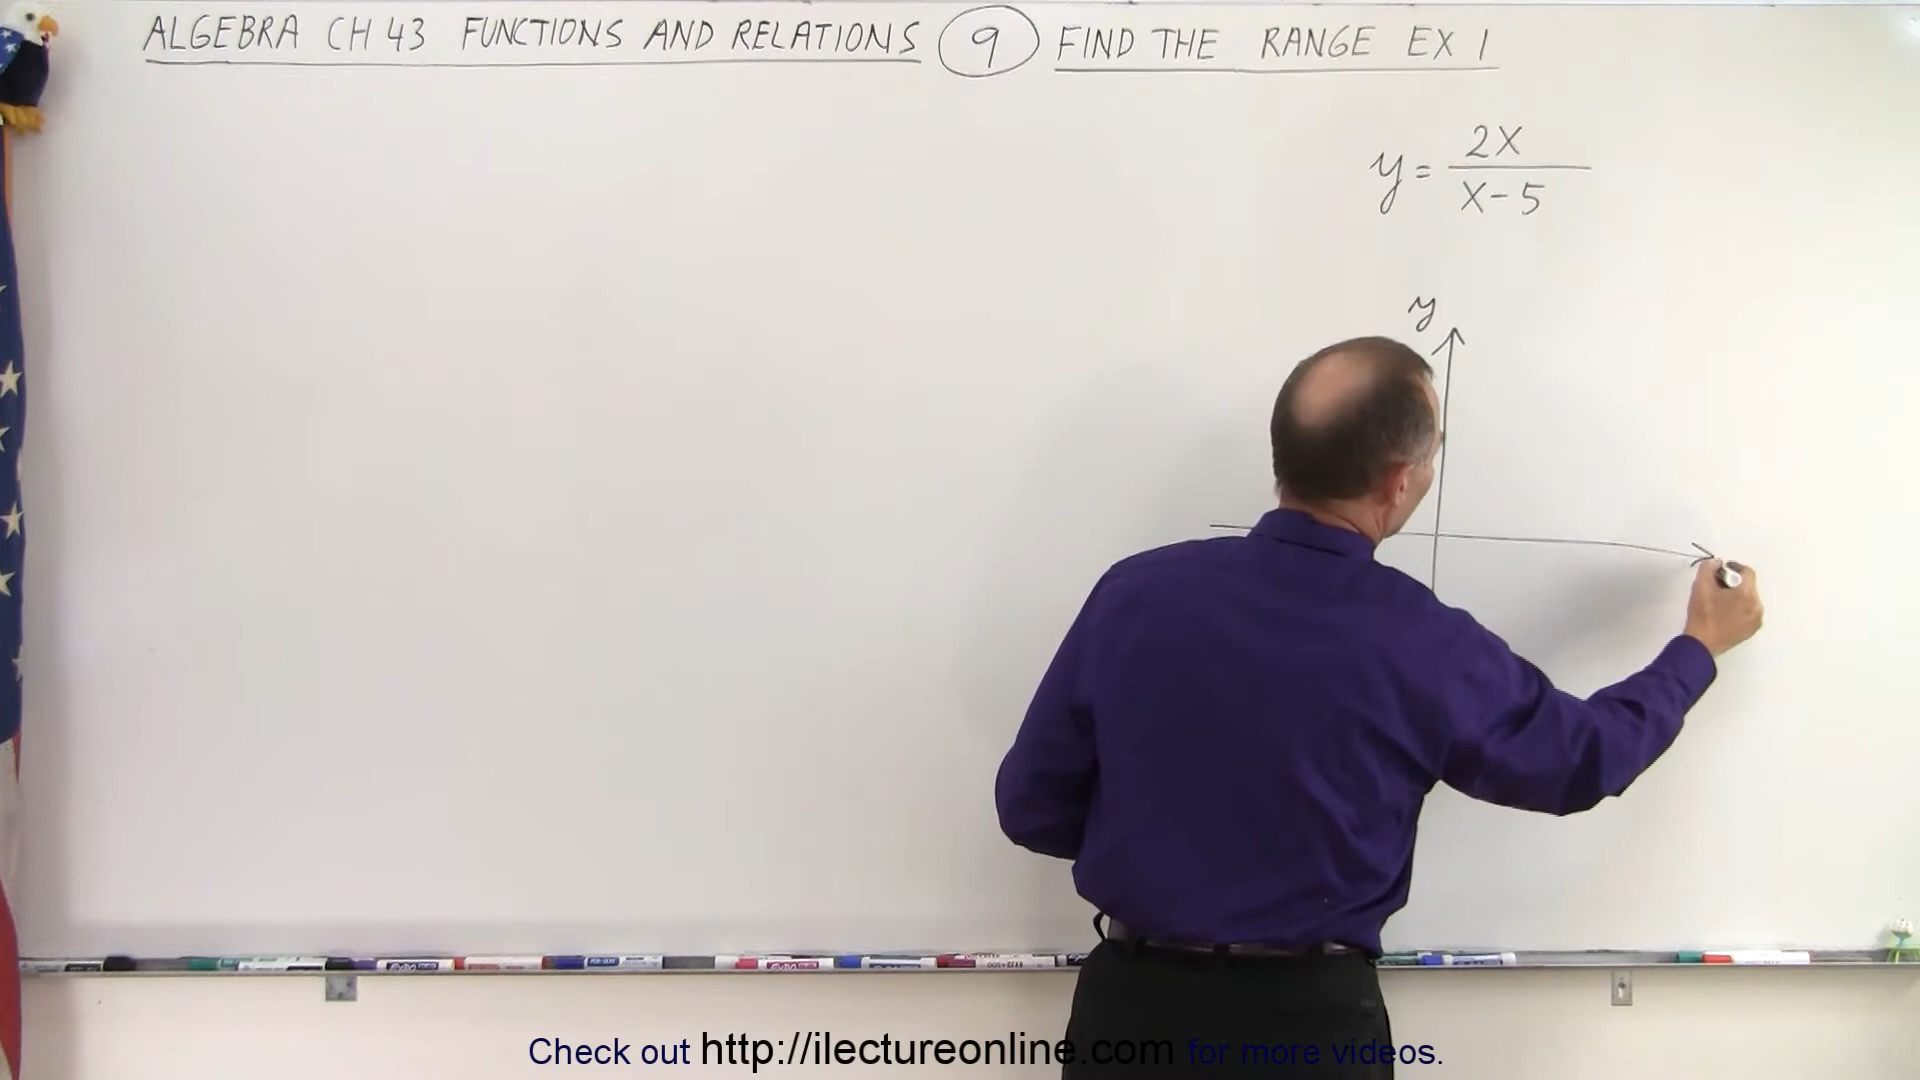 ALGEBRA CH 43 FUNCTIONS AND RELATIONS 9 FIND THE RANGE EX 1
y = 2X / X-5
y
Check out http://ilectureonline.com for more videos.